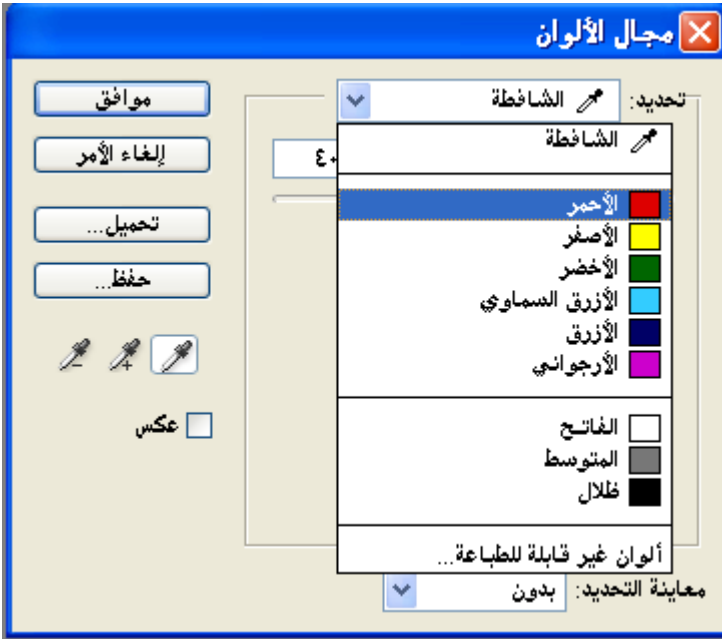 مجال الألوان
تحديد: الشافطة
موافق
الشافطة
إلغاء الأمر
٤٠
الأحمر
تحميل...
الأصفر
الأخضر
حفظ...
الأزرق السماوي
الأزرق
الأرجواني
عكس
الفاتح
المتوسط
ظلال
ألوان غير قابلة للطباعة...
معاينة التحديد: بدون